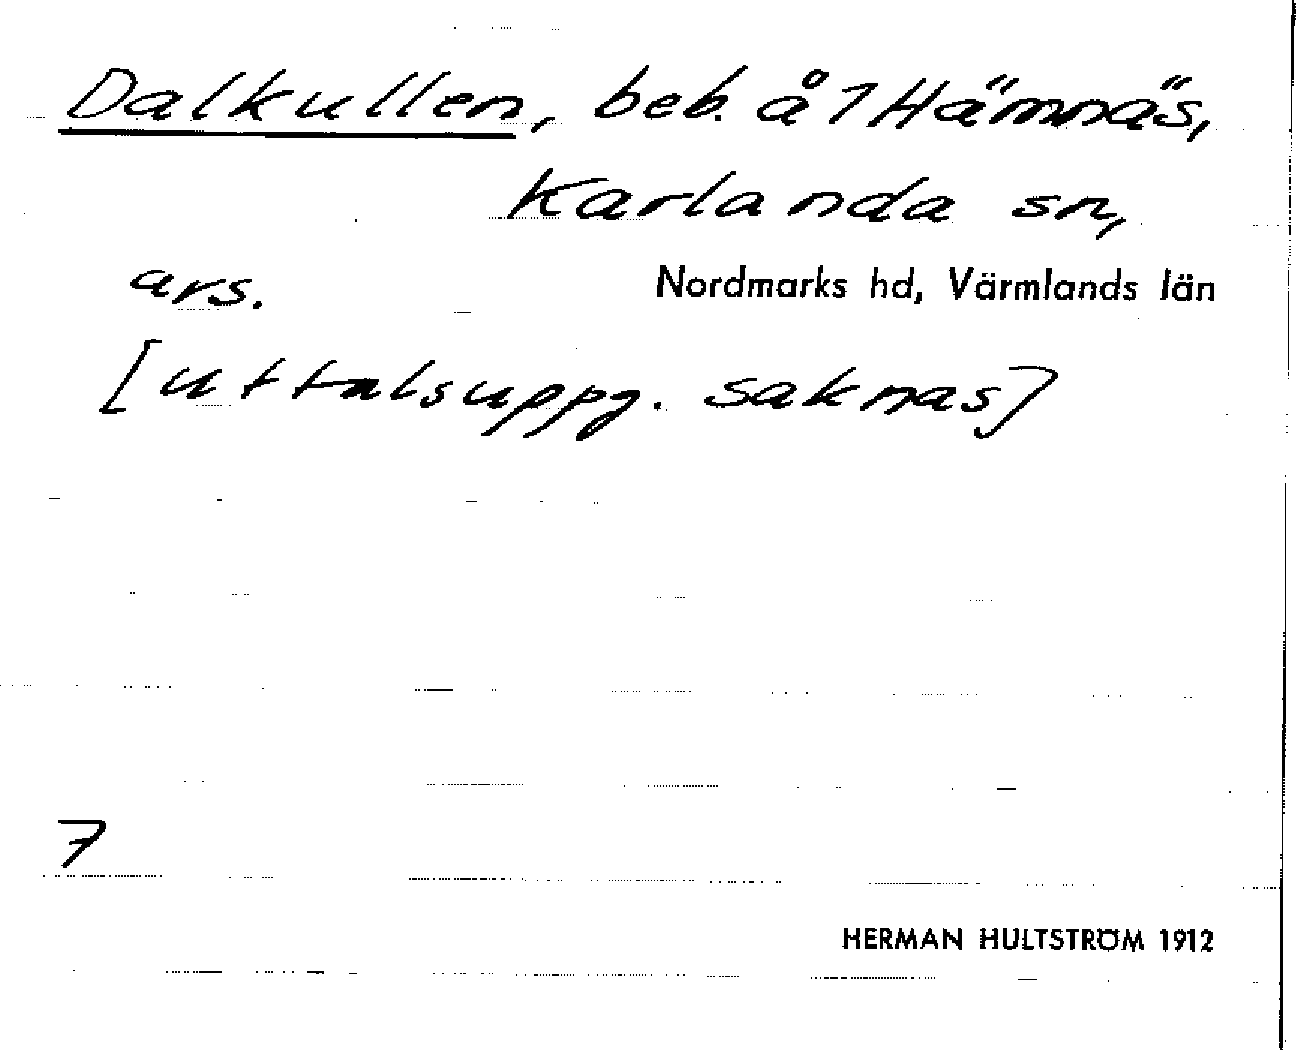 Dalkullen, beb. å 1 Hämnäs,
Karlanda sn,
ars. Nordmarks hd, Värmlands län
[uttalsuppg. saknas]
7
HERMAN HULTSTRÖM 1912